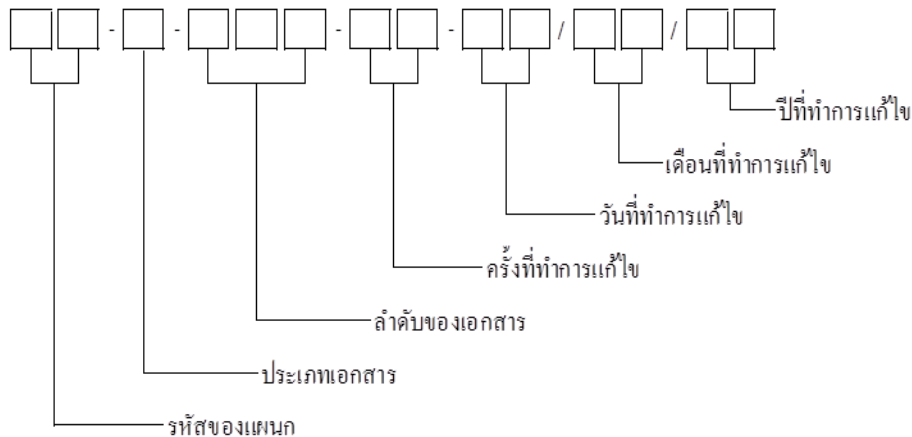 - - - - / /
ปีที่ทำการแก้ไข
เดือนที่ทำการแก้ไข
วันที่ทำการแก้ไข
ครั้งที่ทำการแก้ไข
ลำดับของเอกสาร
ประเภทเอกสาร
รหัสของแผนก